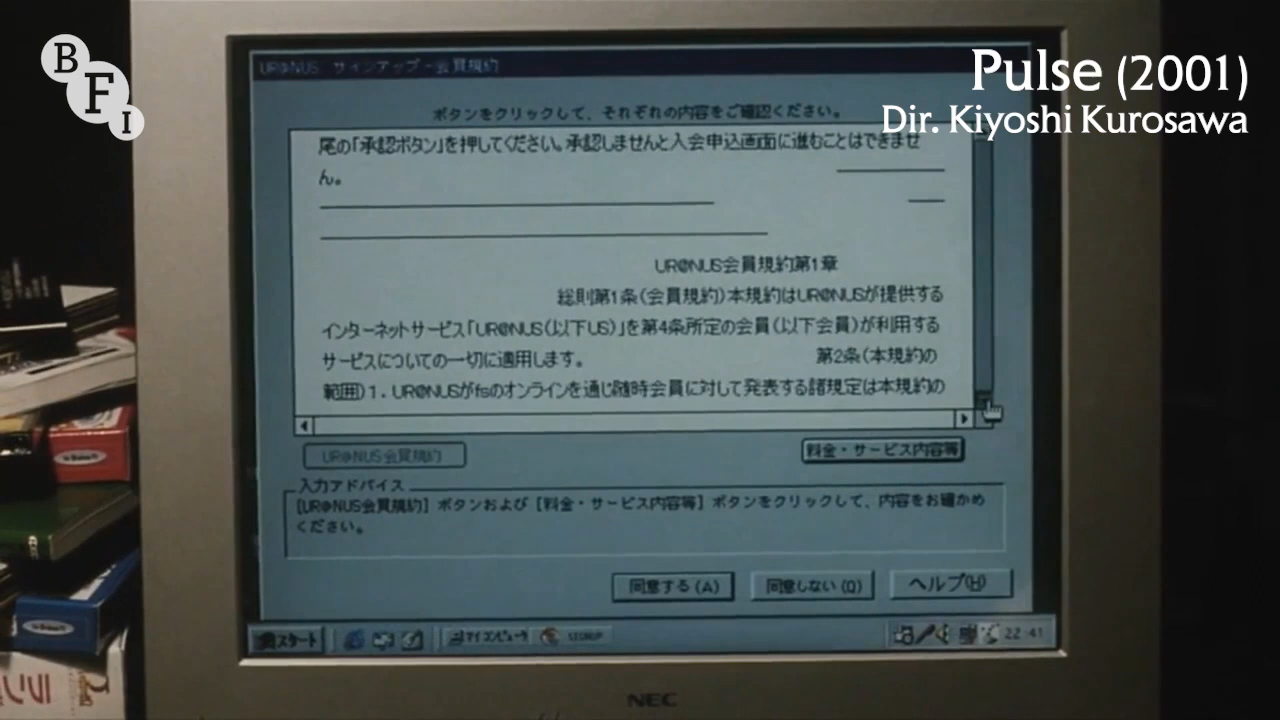 BFI
Pulse (2001)
Dir. Kiyoshi Kurosawa
UR@NUS サインアップ - 会員規約
ボタンをクリックして、それぞれの内容をご確認ください。
尾の「承認ボタン」を押してください。承認しませんと入会申込画面に進むことはできませ
ん。
UR@NUS会員規約第1章
総則第1条(会員規約)本規約はUR@NUSが提供する
インターネットサービス「UR@NUS(以下US)」を第4条所定の会員(以下会員)が利用する
サービスについての一切に適用します。 第2条(本規約の
範囲)1. UR@NUSがfsのオンラインを通じ随時会員に対して発表する諸規定は本規約の
UR@NUS会員規約
料金・サービス内容等
入力アドバイス
[UR@NUS会員規約] ボタンおよび [料金・サービス内容等] ボタンをクリックして、内容をお確かめ
ください。
同意する (A)
同意しない (Q)
ヘルプ(H)
スタート
マイ コンピュータ
SIGNUP
22:41
NEC